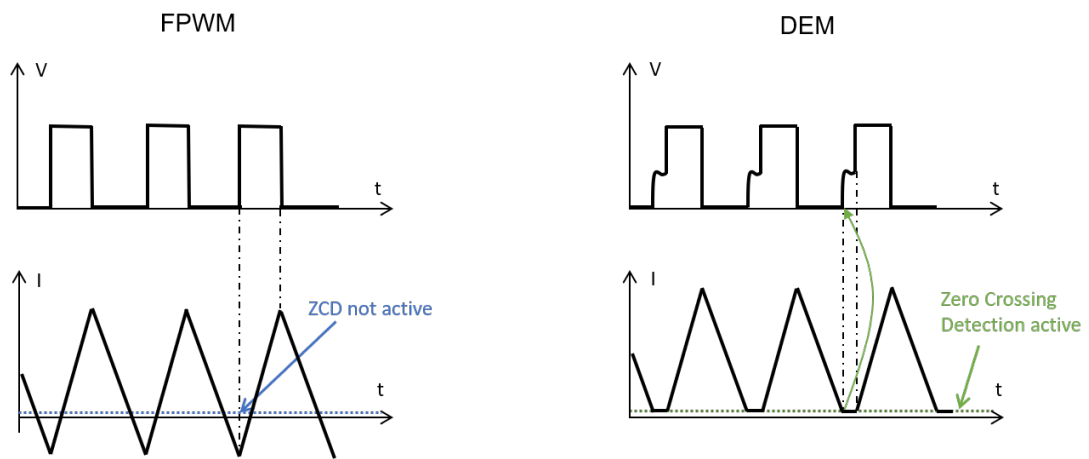 FPWM
DEM
V
t
V
t
I
ZCD not active
t
I
Zero Crossing
Detection active
t